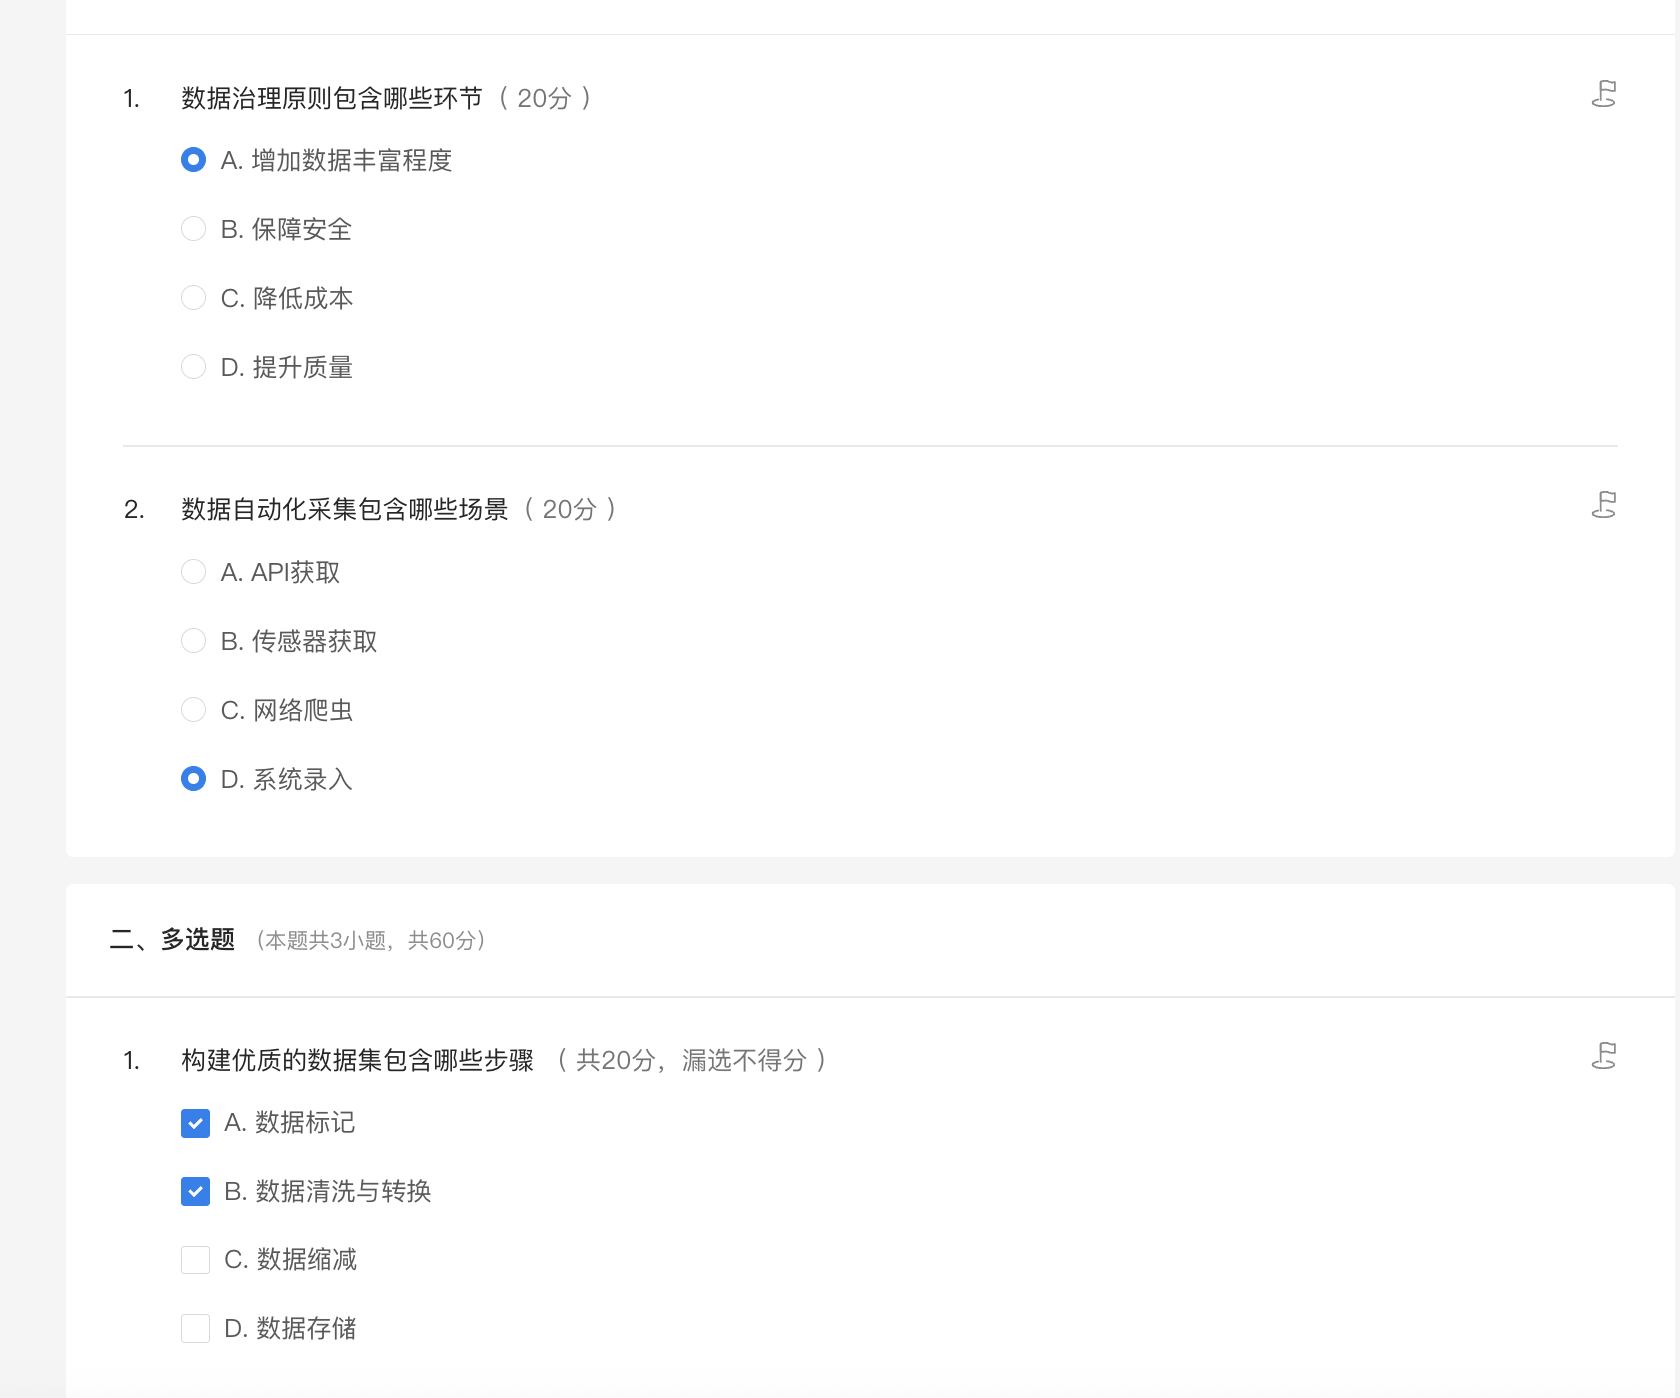 1. 数据治理原则包含哪些环节（ 20分 ）
A. 增加数据丰富程度
B. 保障安全
C. 降低成本
D. 提升质量
2. 数据自动化采集包含哪些场景（ 20分 ）
A. API获取
B. 传感器获取
C. 网络爬虫
D. 系统录入
二、多选题 （本题共3小题，共60分）
1. 构建优质的数据集包含哪些步骤 （ 共20分，漏选不得分 ）
A. 数据标记
B. 数据清洗与转换
C. 数据缩减
D. 数据存储